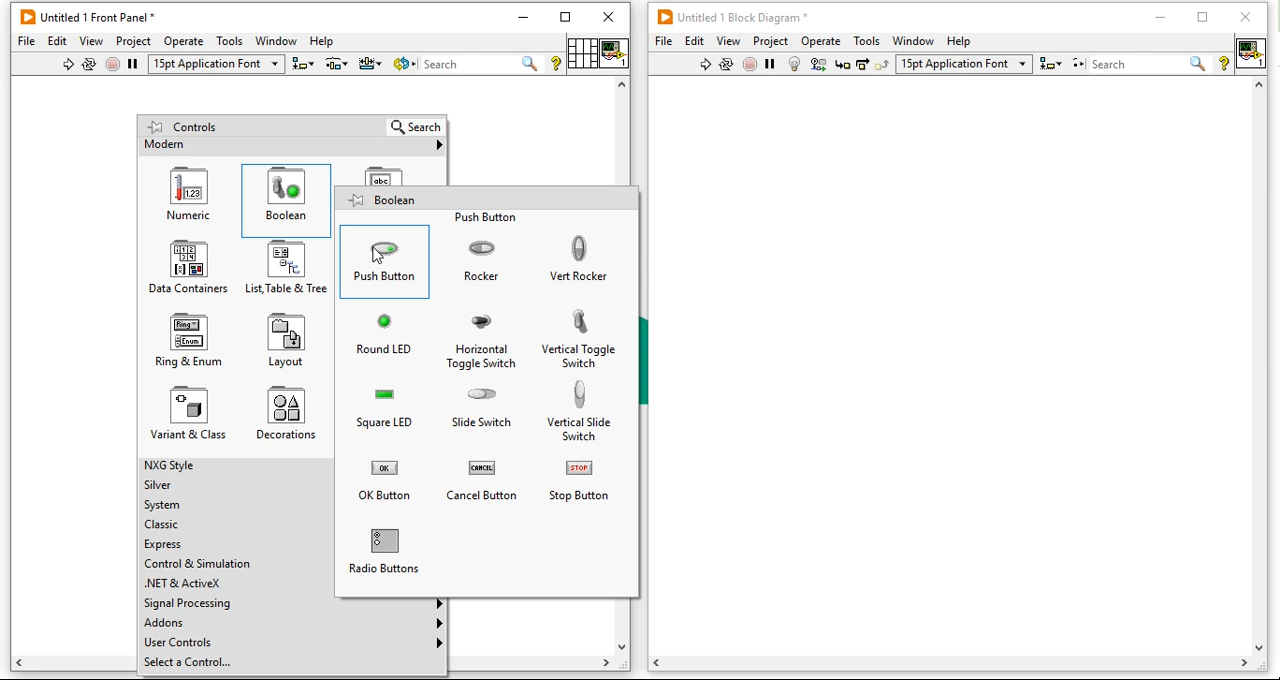 Untitled 1 Front Panel *
File Edit View Project Operate Tools Window Help
15pt Application Font
Search
Controls
Search
Modern
Numeric
Boolean
abc
Data Containers
List, Table & Tree
Ring & Enum
Layout
Variant & Class
Decorations
NXG Style
Silver
System
Classic
Express
Control & Simulation
.NET & ActiveX
Signal Processing
Addons
User Controls
Select a Control...
Boolean
Push Button
Push Button
Rocker
Vert Rocker
Round LED
Horizontal
Toggle Switch
Vertical Toggle
Switch
Square LED
Slide Switch
Vertical Slide
Switch
OK
OK Button
CANCEL
Cancel Button
STOP
Stop Button
Radio Buttons
Untitled 1 Block Diagram *
File Edit View Project Operate Tools Window Help
15pt Application Font
Search